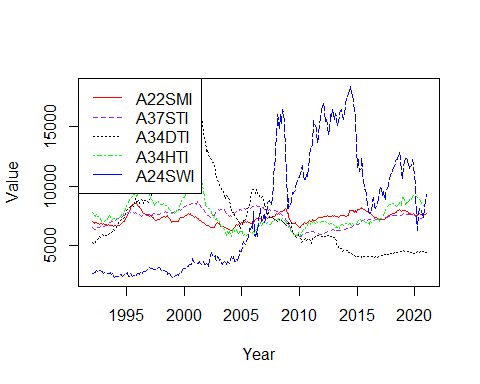 A22SMI
A37STI
A34DTI
A34HTI
A24SWI
15000
10000
5000
Value
1995 2000 2005 2010 2015 2020
Year